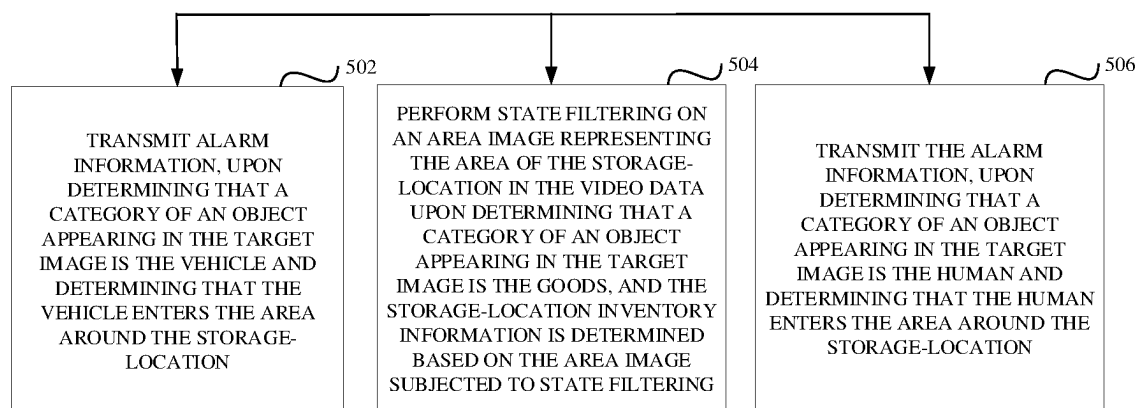 502
TRANSMIT ALARM
INFORMATION, UPON
DETERMINING THAT A
CATEGORY OF AN OBJECT
APPEARING IN THE TARGET
IMAGE IS THE VEHICLE AND
DETERMINING THAT THE
VEHICLE ENTERS THE AREA
AROUND THE STORAGE-
LOCATION
504
PERFORM STATE FILTERING ON
AN AREA IMAGE REPRESENTING
THE AREA OF THE STORAGE-
LOCATION IN THE VIDEO DATA
UPON DETERMINING THAT A
CATEGORY OF AN OBJECT
APPEARING IN THE TARGET
IMAGE IS THE GOODS, AND THE
STORAGE-LOCATION INVENTORY
INFORMATION IS DETERMINED
BASED ON THE AREA IMAGE
SUBJECTED TO STATE FILTERING
506
TRANSMIT THE ALARM
INFORMATION, UPON
DETERMINING THAT A
CATEGORY OF AN OBJECT
APPEARING IN THE TARGET
IMAGE IS THE HUMAN AND
DETERMINING THAT THE HUMAN
ENTERS THE AREA AROUND THE
STORAGE-LOCATION